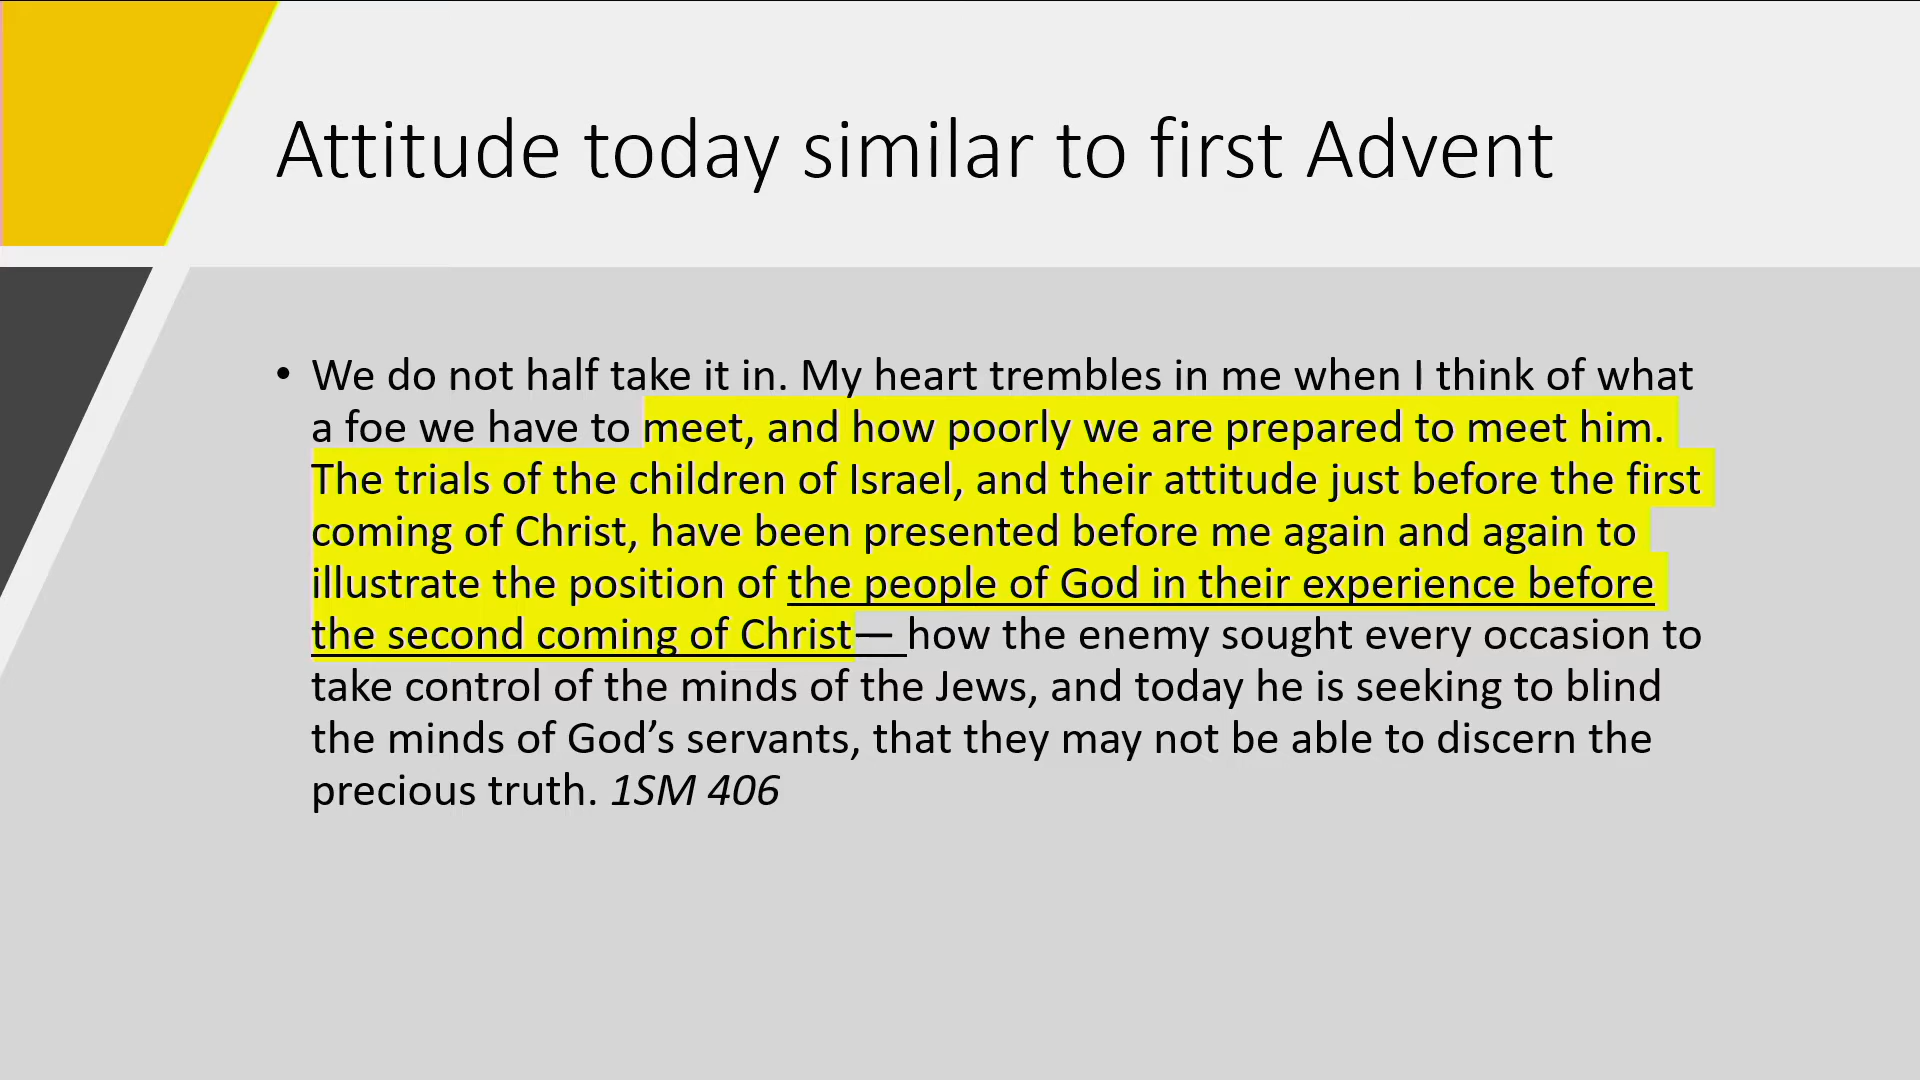 Attitude today similar to first Advent
• We do not half take it in. My heart trembles in me when I think of what
a foe we have to meet, and how poorly we are prepared to meet him.
The trials of the children of Israel, and their attitude just before the first
coming of Christ, have been presented before me again and again to
illustrate the position of the people of God in their experience before
the second coming of Christ— how the enemy sought every occasion to
take control of the minds of the Jews, and today he is seeking to blind
the minds of God’s servants, that they may not be able to discern the
precious truth. 1SM 406